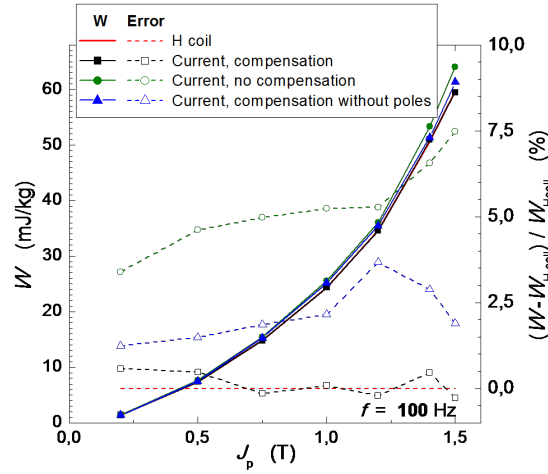 W Error
H coil
Current, compensation
Current, no compensation
Current, compensation without poles
W (mJ/kg)
60
50
40
30
20
10
0
10,0
7,5
5,0
2,5
0,0
(W-W_H coil) / W_Hcoil (%)
f = 100 Hz
0,0 0,5 1,0 1,5
J_p (T)